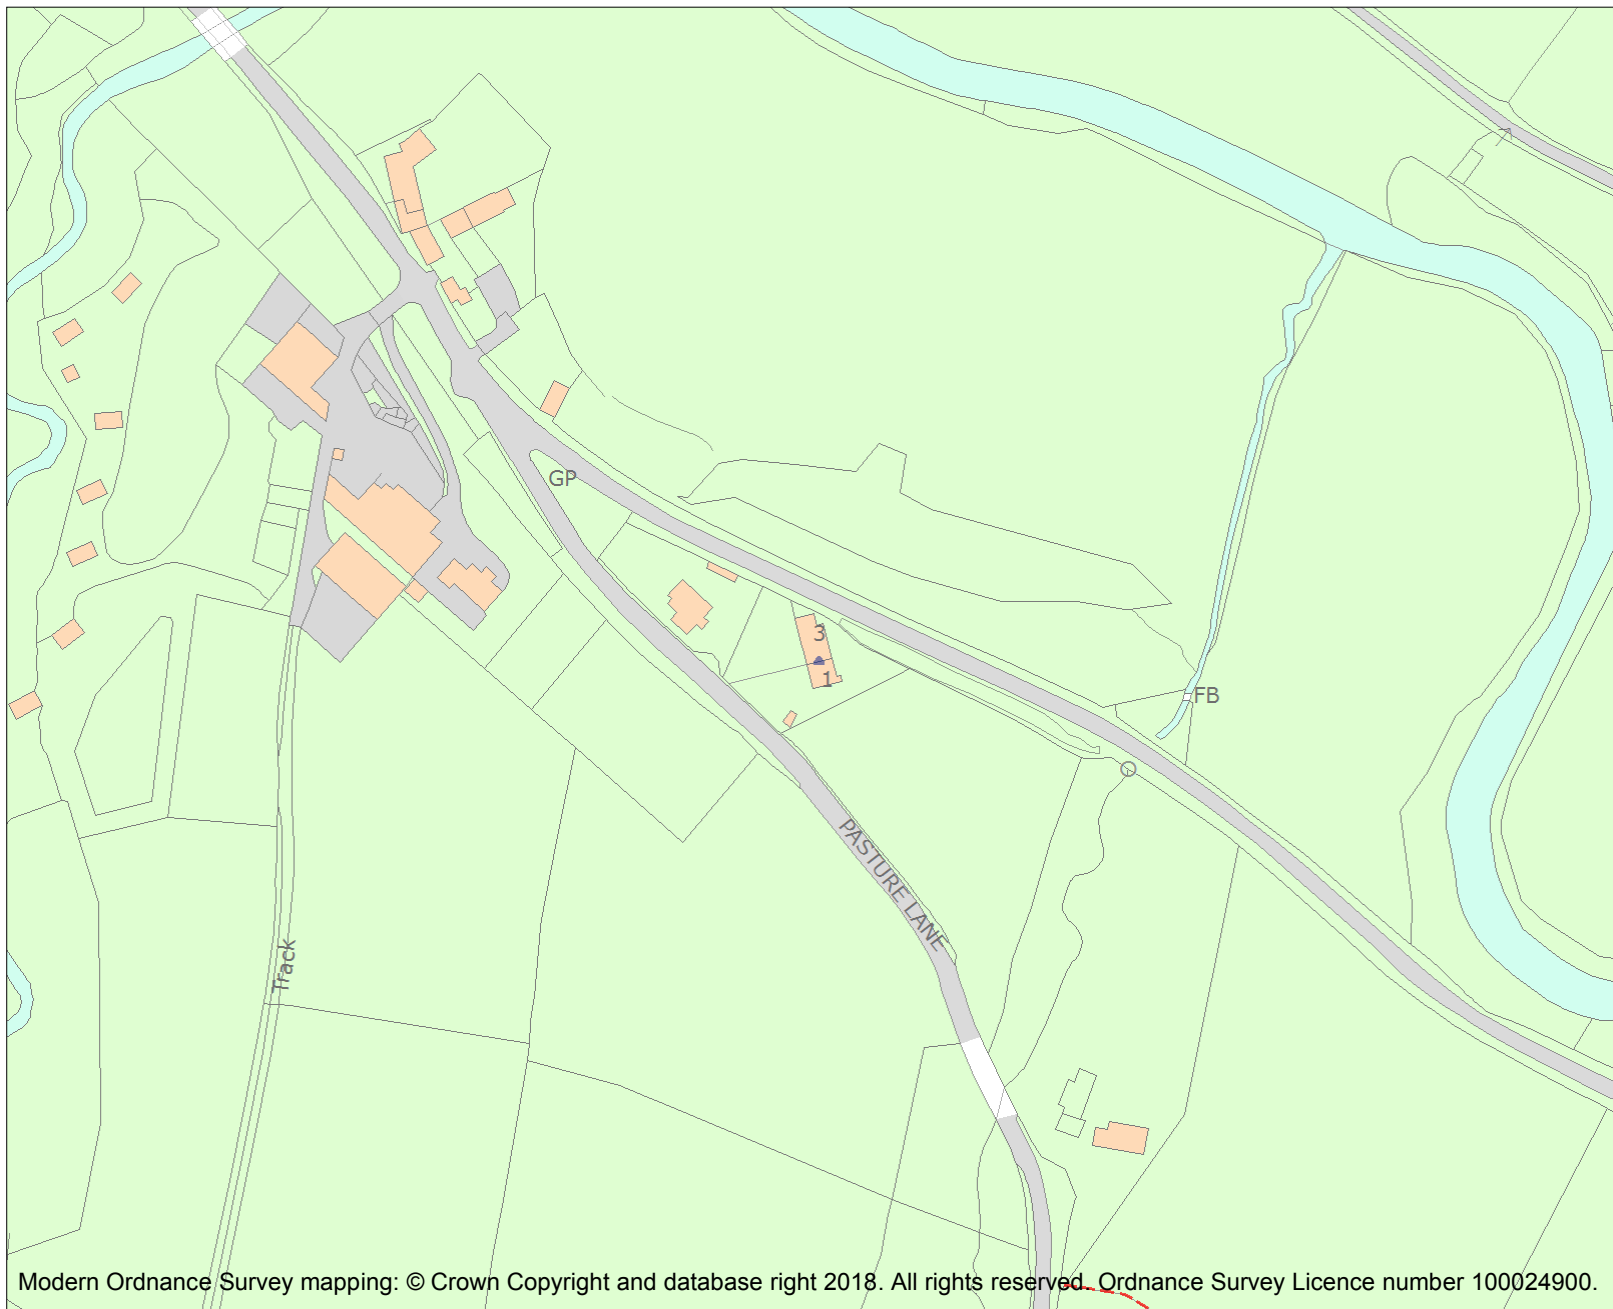 GP
3
1
FB
PASTURE LANE
Track
Modern Ordnance Survey mapping: © Crown Copyright and database right 2018. All rights reserved. Ordnance Survey Licence number 100024900.